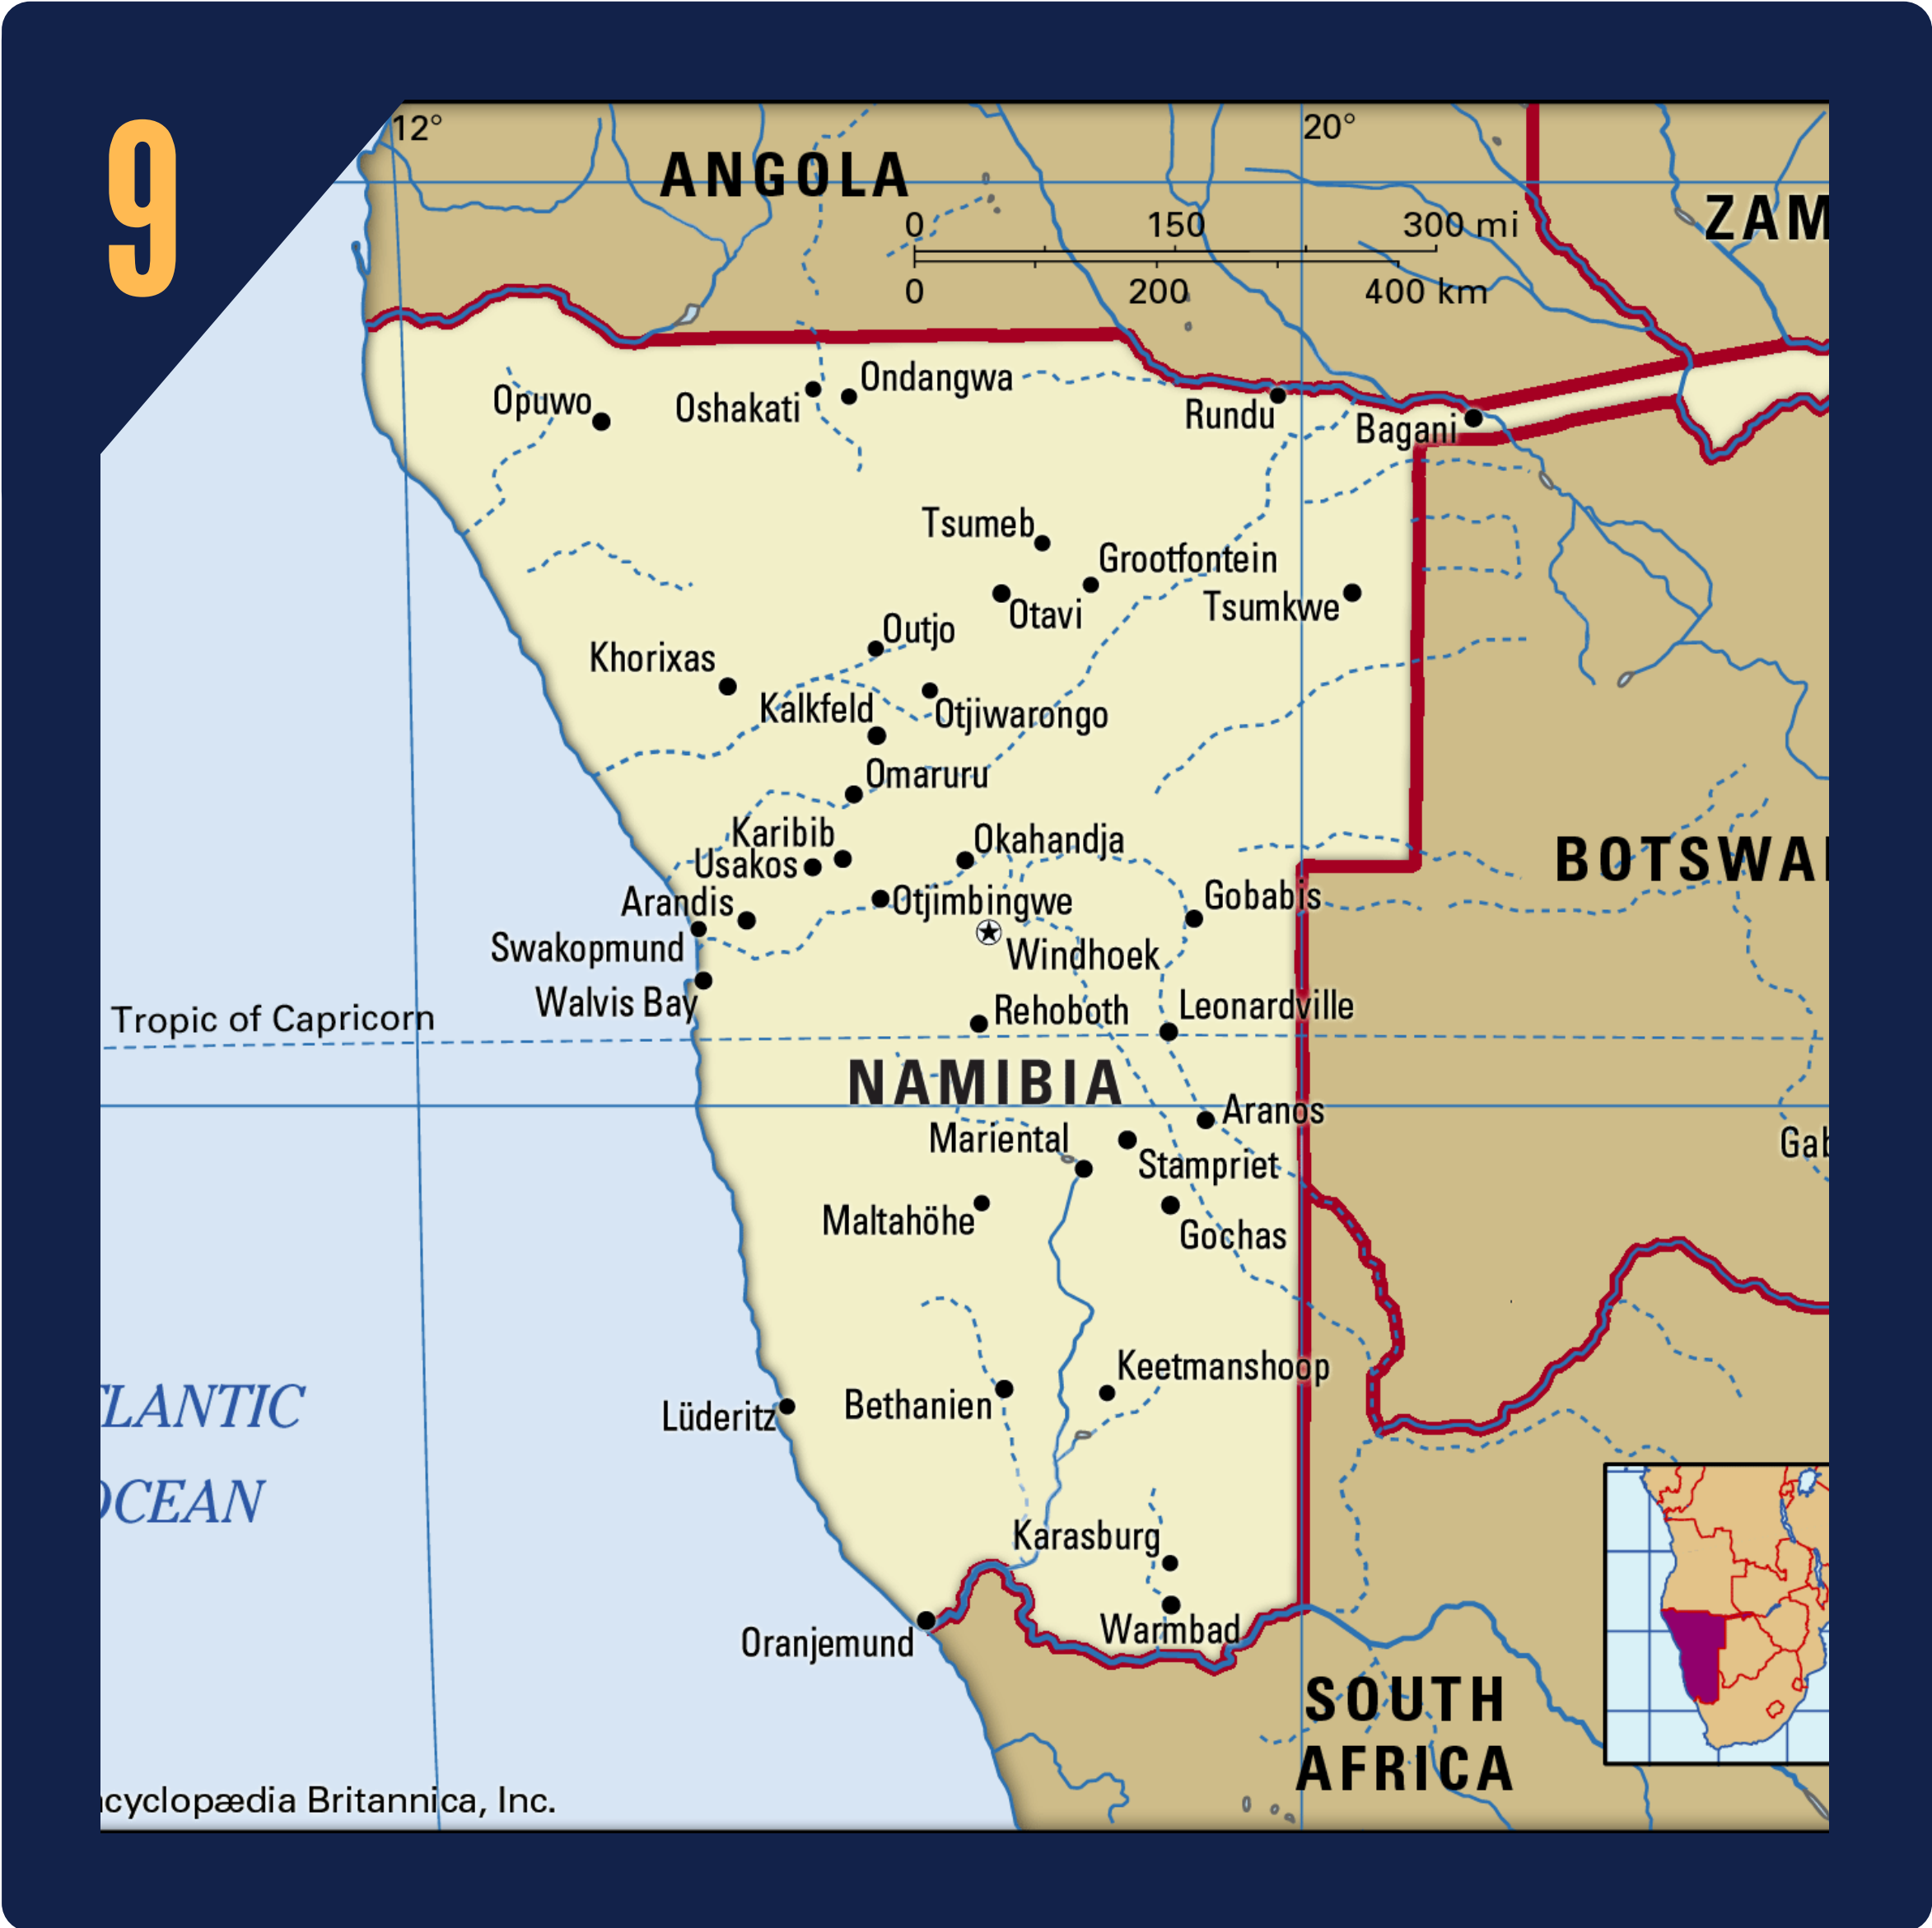 9
12°
20°
ANGOLA
ZAM
0 150 300 mi
0 200 400 km
Opuwo
Oshakati
Ondangwa
Rundu
Bagani
Tsumeb
Grootfontein
Otavi
Tsumkwe
Outjo
Khorixas
Kalkfeld
Otjiwarongo
Omaruru
Karibib
Okahandja
BOTSWA
Usakos
Arandis
Otjimbingwe
Gobabis
Swakopmund
Windhoek
Walvis Bay
Rehoboth
Leonardville
Tropic of Capricorn
NAMIBIA
Aranos
Mariental
Stampriet
Gab
Maltahöhe
Gochas
Keetmanshoop
LANTIC
Lüderitz
Bethanien
OCEAN
Karasburg
Warmbad
Oranjemund
SOUTH
AFRICA
cyclopædia Britannica, Inc.